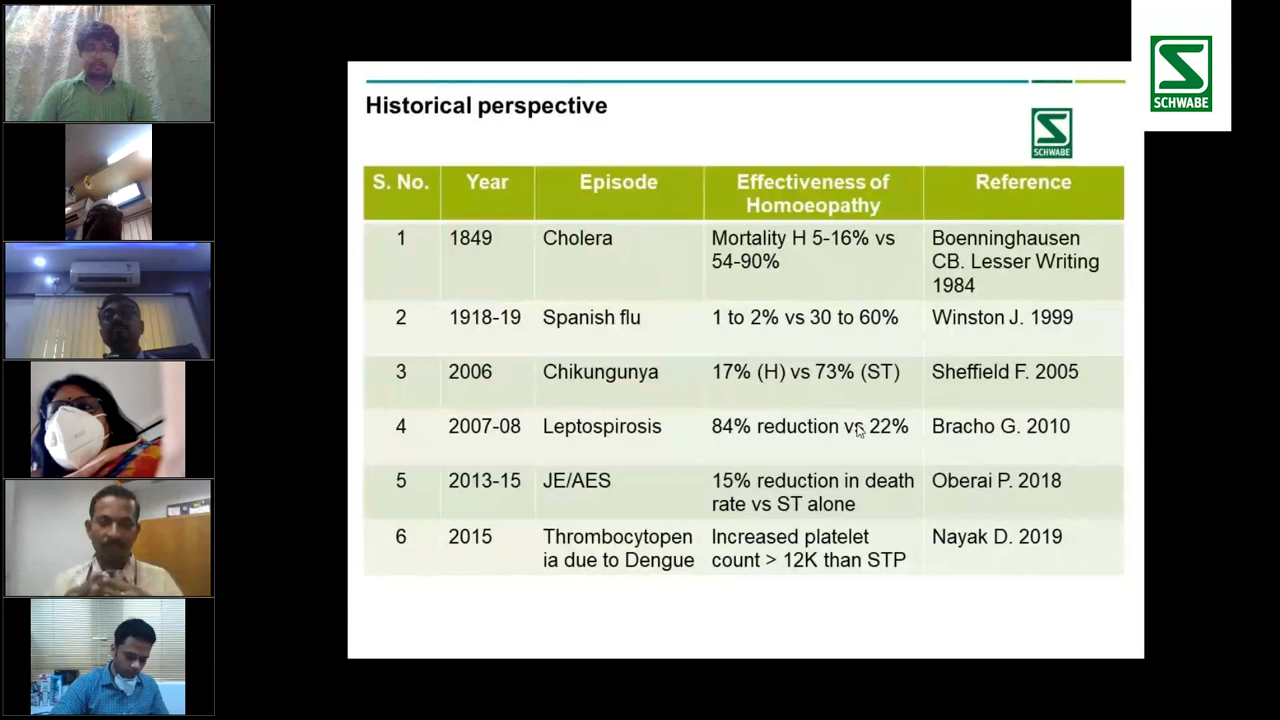 SCHWABE
Historical perspective
SCHWABE
S. No. Year Episode Effectiveness of Homoeopathy Reference
1 1849 Cholera Mortality H 5-16% vs 54-90% Boenninghausen CB. Lesser Writing 1984
2 1918-19 Spanish flu 1 to 2% vs 30 to 60% Winston J. 1999
3 2006 Chikungunya 17% (H) vs 73% (ST) Sheffield F. 2005
4 2007-08 Leptospirosis 84% reduction vs 22% Bracho G. 2010
5 2013-15 JE/AES 15% reduction in death rate vs ST alone Oberai P. 2018
6 2015 Thrombocytopenia due to Dengue Increased platelet count > 12K than STP Nayak D. 2019